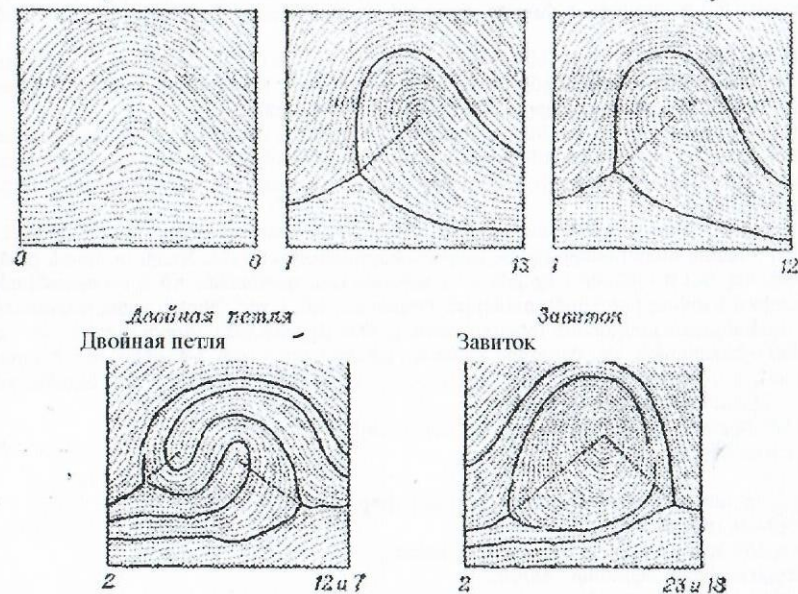 0 0 1 13 1 12
Двойная петля Завиток
Двойная петля Завиток
2 12 и 7 2 23 и 18